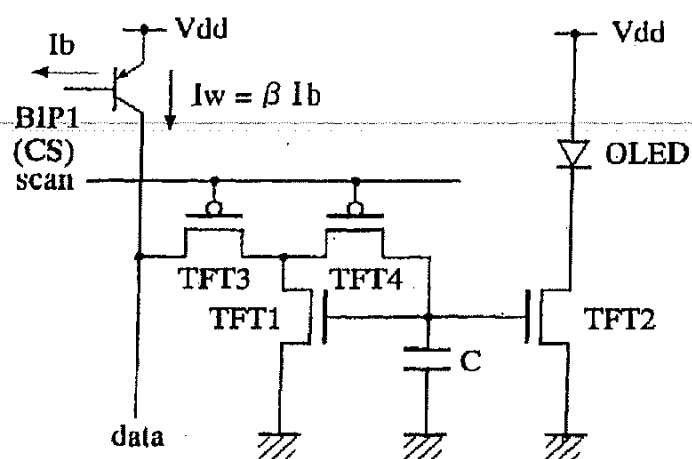 Vdd
Vdd
Ib
Iw = β Ib
BIP1
(CS)
scan
OLED
TFT3
TFT4
TFT1
TFT2
C
data